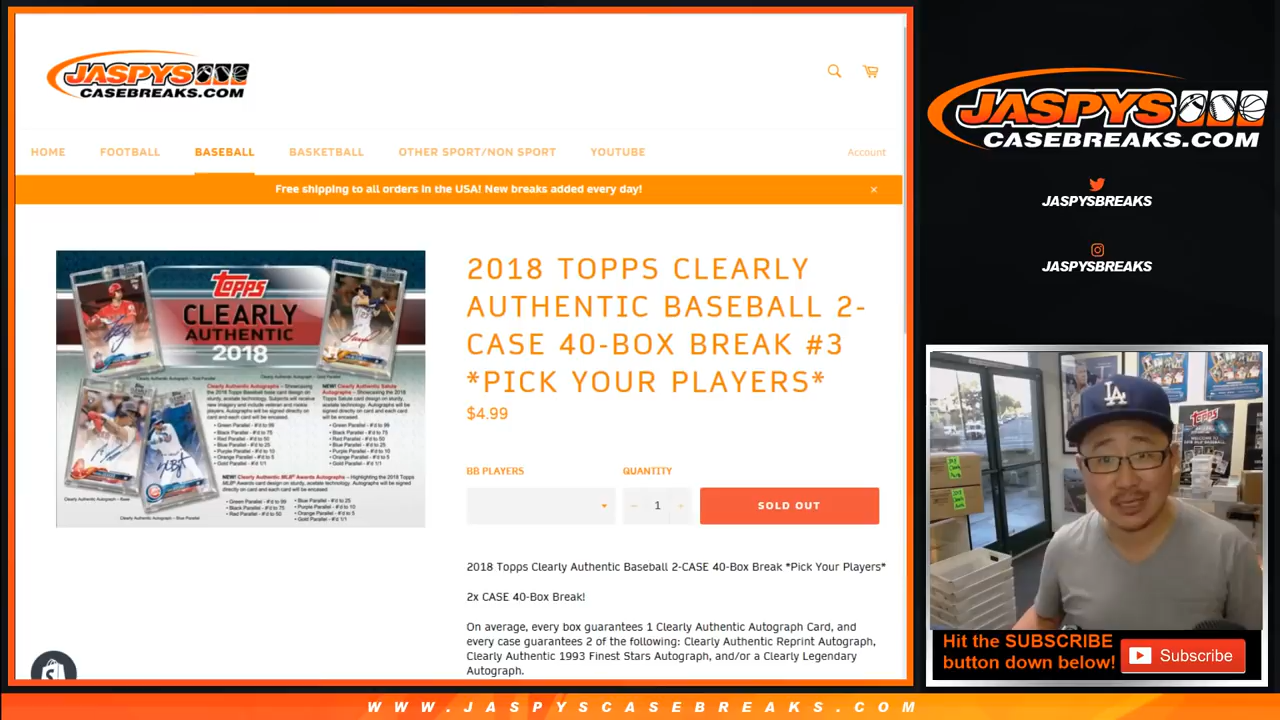 JASPYS
CASEBREAKS.COM
HOME
FOOTBALL
BASEBALL
BASKETBALL
OTHER SPORT/NON SPORT
YOUTUBE
Account
Free shipping to all orders in the USA! New breaks added every day!
×
topps
CLEARLY
AUTHENTIC
2018
2018 TOPPS CLEARLY
AUTHENTIC BASEBALL 2-
CASE 40-BOX BREAK #3
*PICK YOUR PLAYERS*
$4.99
BB PLAYERS
QUANTITY
1
SOLD OUT
2018 Topps Clearly Authentic Baseball 2-CASE 40-Box Break *Pick Your Players*
2x CASE 40-Box Break!
On average, every box guarantees 1 Clearly Authentic Autograph Card, and
every case guarantees 2 of the following: Clearly Authentic Reprint Autograph,
Clearly Authentic 1993 Finest Stars Autograph, and/or a Clearly Legendary
Autograph.
JASPYS
CASEBREAKS.COM
JASPYSBREAKS
JASPYSBREAKS
LA
TOPPS
Hit the SUBSCRIBE
button down below!
Subscribe
WWW.JASPYSCASEBREAKS.COM